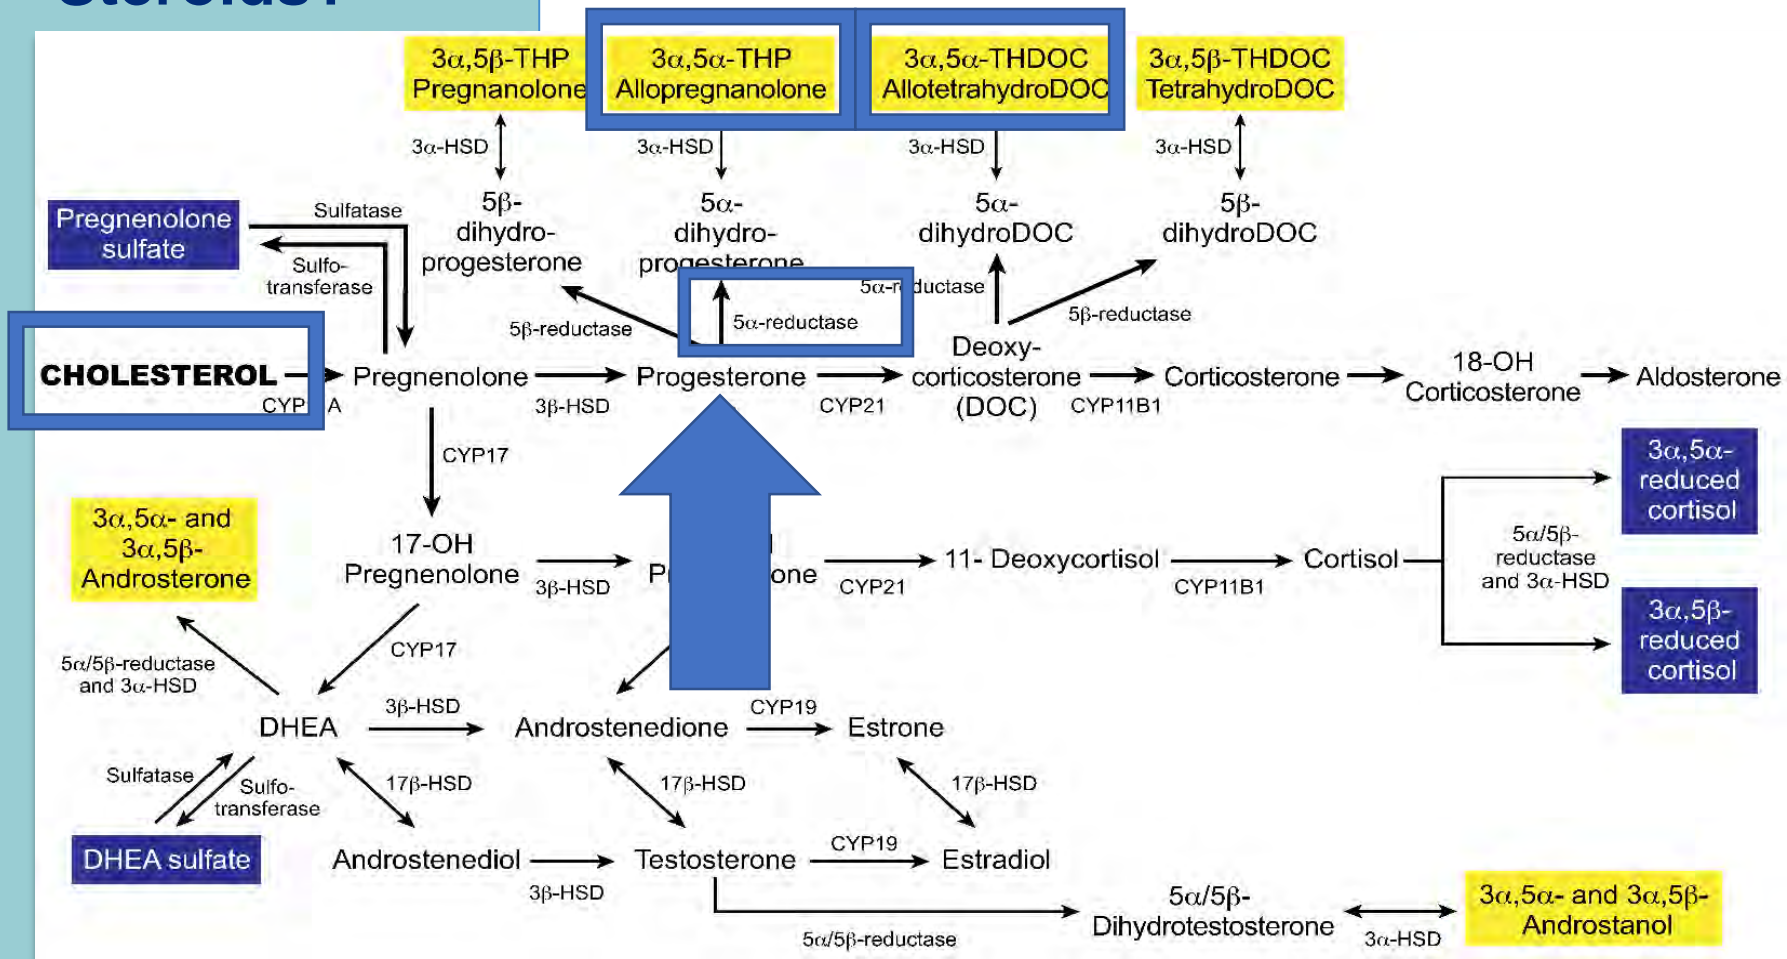 3α,5β-THP
Pregnanolone
3α,5α-THP
Allopregnanolone
3α,5α-THDOC
AllotetrahydroDOC
3α,5β-THDOC
TetrahydroDOC
3α-HSD
3α-HSD
3α-HSD
3α-HSD
Pregnenolone
sulfate
Sulfatase
Sulfo-
transferase
5β-
dihydro-
progesterone
5α-
dihydro-
progesterone
5α-
dihydroDOC
5β-
dihydroDOC
5β-reductase
5α-reductase
5α-reductase
5β-reductase
CHOLESTEROL
Pregnenolone
3β-HSD
Progesterone
CYP21
Deoxy-
corticosterone
(DOC)
CYP11B1
Corticosterone
18-OH
Corticosterone
Aldosterone
CYP17
3α,5α- and
3α,5β-
Androsterone
17-OH
Pregnenolone
3β-HSD
CYP21
11- Deoxycortisol
CYP11B1
Cortisol
3α,5α-
reduced
cortisol
5α/5β-
reductase
and 3α-HSD
3α,5β-
reduced
cortisol
5α/5β-reductase
and 3α-HSD
CYP17
DHEA
3β-HSD
Androstenedione
CYP19
Estrone
Sulfatase
Sulfo-
transferase
17β-HSD
17β-HSD
17β-HSD
DHEA sulfate
Androstenediol
3β-HSD
Testosterone
CYP19
Estradiol
5α/5β-reductase
5α/5β-
Dihydrotestosterone
3α-HSD
3α,5α- and 3α,5β-
Androstanol